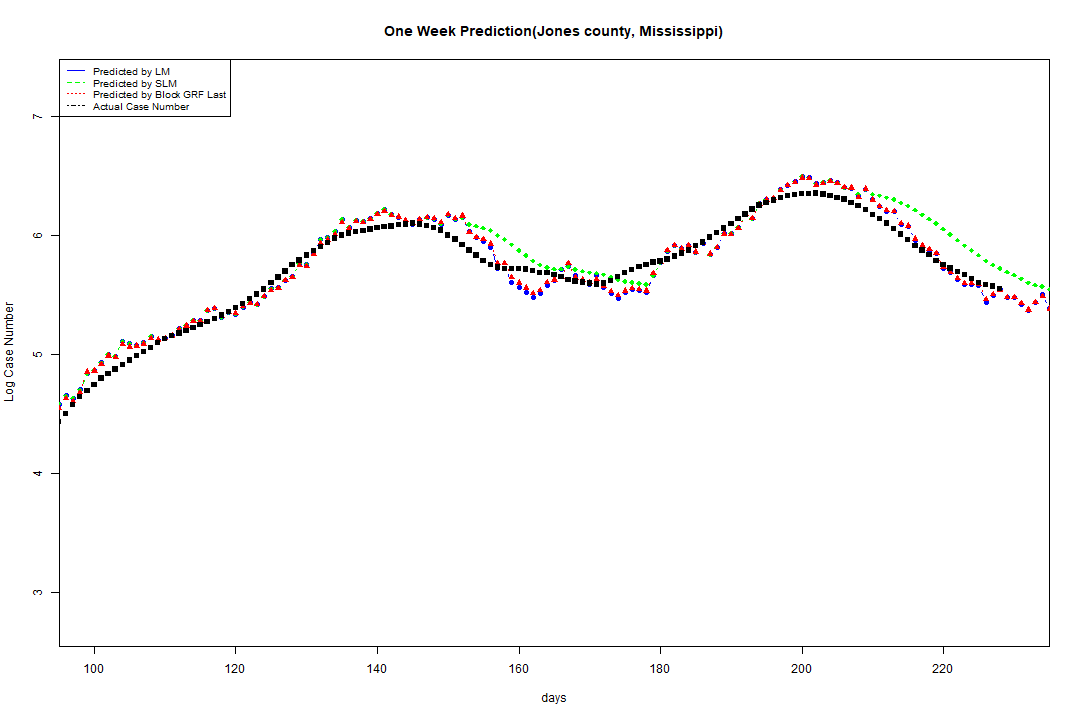 One Week Prediction(Jones county, Mississippi)
Predicted by LM
Predicted by SLM
Predicted by Block GRF Last
Actual Case Number
7
6
5
4
3
Log Case Number
100 120 140 160 180 200 220
days